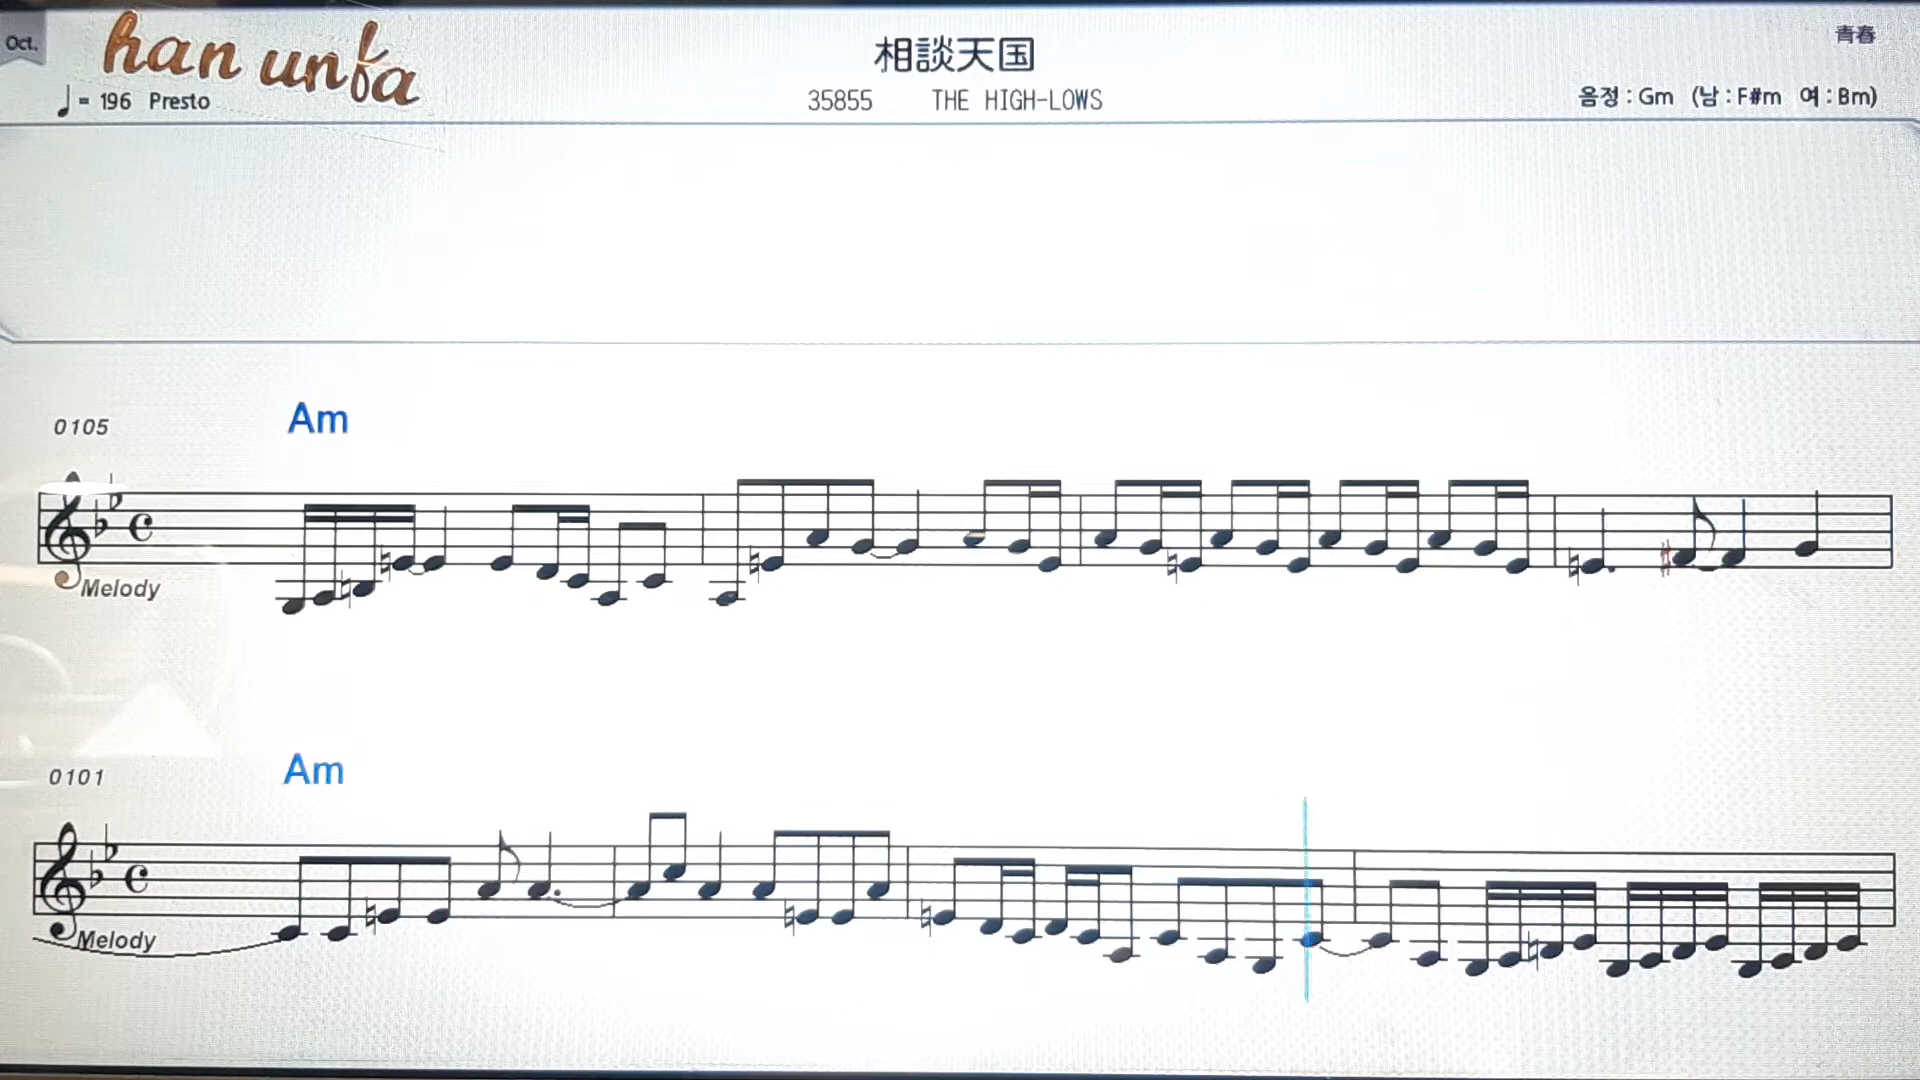 Oct.
han unfa
相談天国
青春
♩= 196 Presto
35855 THE HIGH-LOWS
음정 : Gm (남 : F#m 여 : Bm)
0105
Am
Melody
0101
Am
Melody